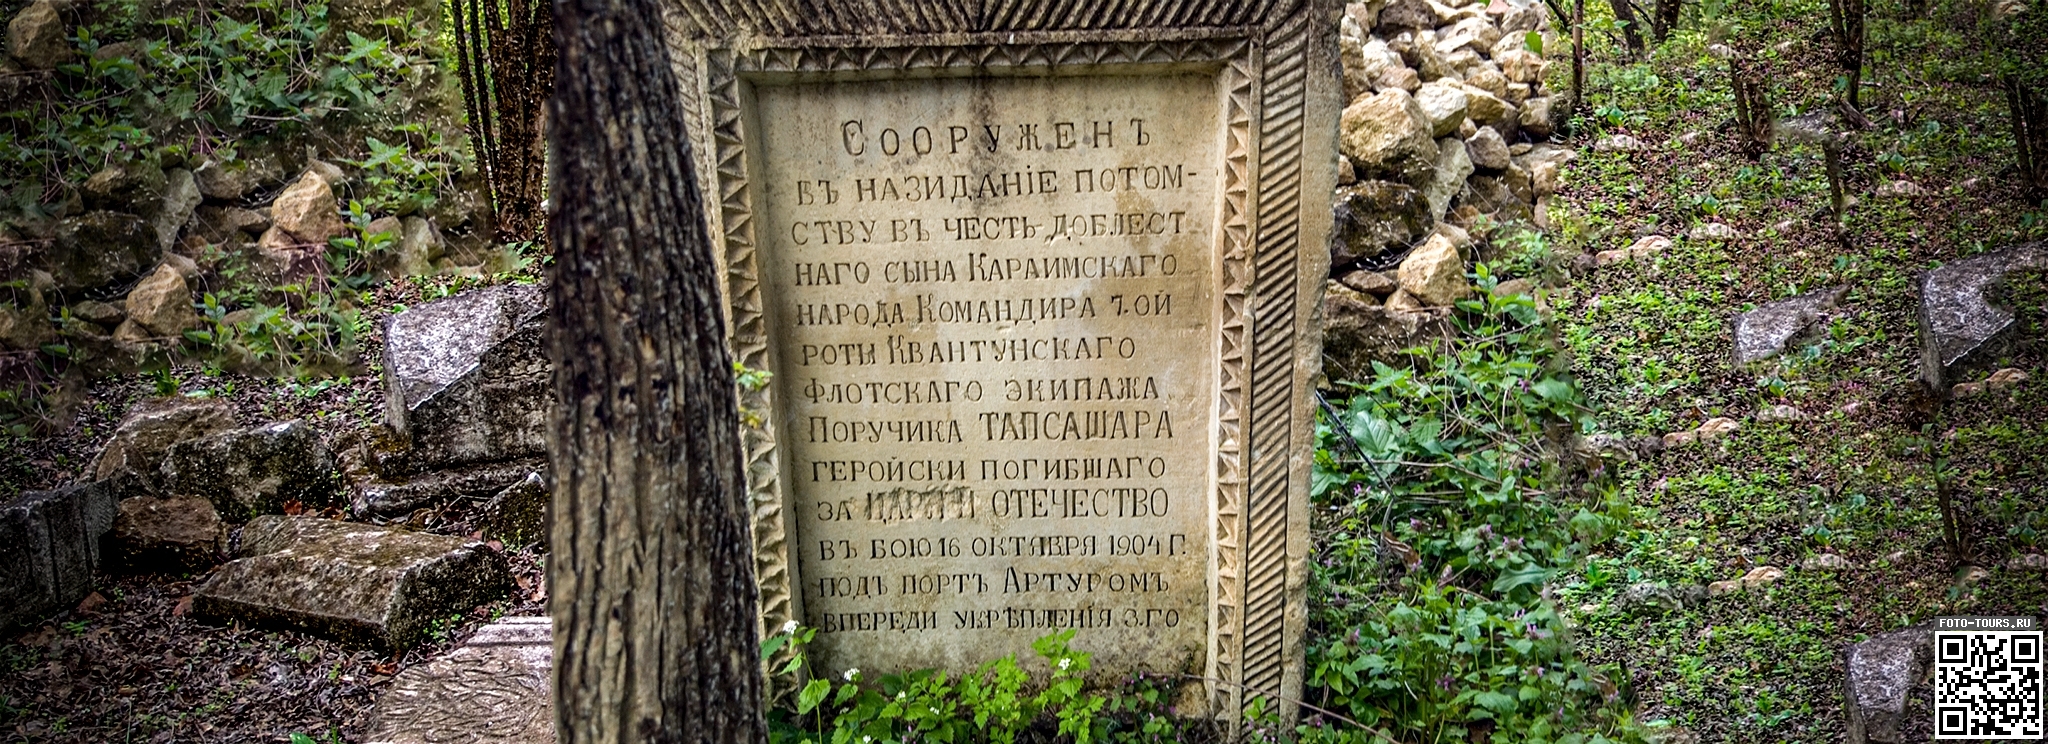 Сооруженъ
въ назиданіе потом-
ству въ честь доблест
наго сына Караимскаго
народа Командира 7.ой
роты Квантунскаго
Флотскаго экипажа
Поручика ТАПСАШАРА
геройски погибшаго
за ЦАРЯ И ОТЕЧЕСТВО
въ бою 16 октября 1904 г.
подъ порть Артуромъ
впереди укрѣпленія 3.го
FOTO-TOURS.RU